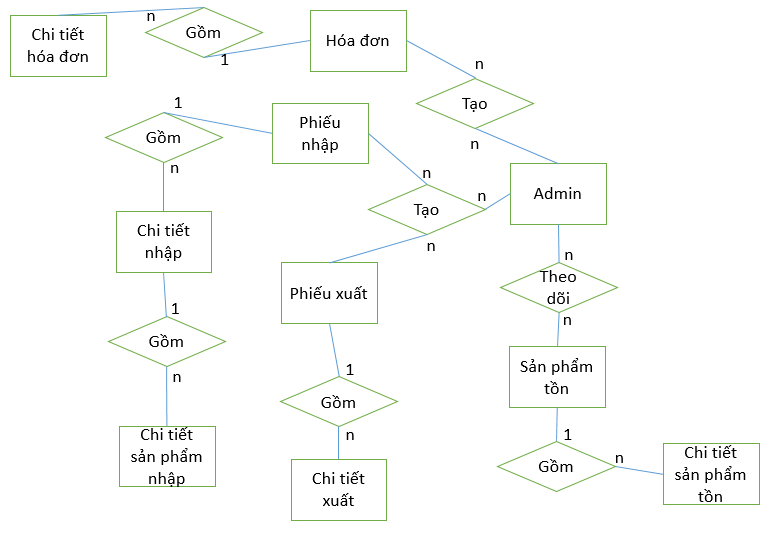 Chi tiết
hóa đơn
n
Gồm
1
Hóa đơn
n
Tạo
n
1
Gồm
n
Phiếu
nhập
n
Tạo
n
n
Admin
Chi tiết
nhập
Phiếu xuất
n
Theo
dõi
n
1
Gồm
n
1
Gồm
n
Sản phẩm
tồn
1
Gồm
n
Chi tiết
sản phẩm
nhập
Chi tiết
xuất
Chi tiết
sản phẩm
tồn